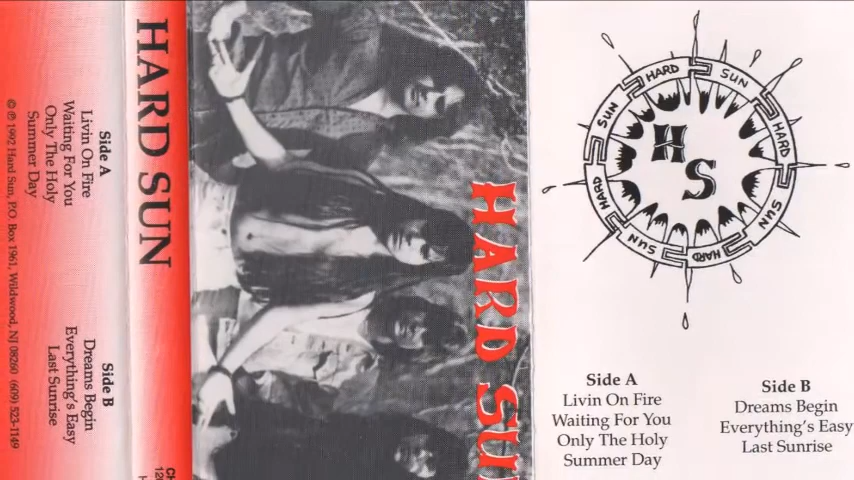 Side A
Livin On Fire
Waiting For You
Only The Holy
Summer Day
Side B
Dreams Begin
Everything's Easy
Last Sunrise
© ℗ 1992 Hard Sun, P.O. Box 1961, Wildwood, NJ 08260 (609) 523-1149
HARD SUN
HARD SU
HARD
SUN
HARD
SUN
HARD
SUN
HARD
SUN
HS
Side A
Livin On Fire
Waiting For You
Only The Holy
Summer Day
Side B
Dreams Begin
Everything's Easy
Last Sunrise